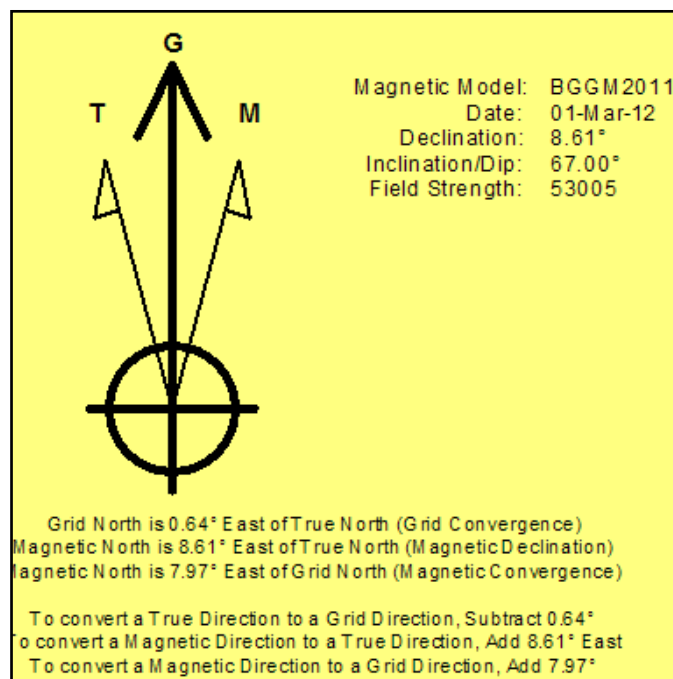 G
T
M
Magnetic Model: BGGM2011
Date: 01-Mar-12
Declination: 8.61°
Inclination/Dip: 67.00°
Field Strength: 53005
Grid North is 0.64° East of True North (Grid Convergence)
Magnetic North is 8.61° East of True North (Magnetic Declination)
Magnetic North is 7.97° East of Grid North (Magnetic Convergence)
To convert a True Direction to a Grid Direction, Subtract 0.64°
To convert a Magnetic Direction to a True Direction, Add 8.61° East
To convert a Magnetic Direction to a Grid Direction, Add 7.97°